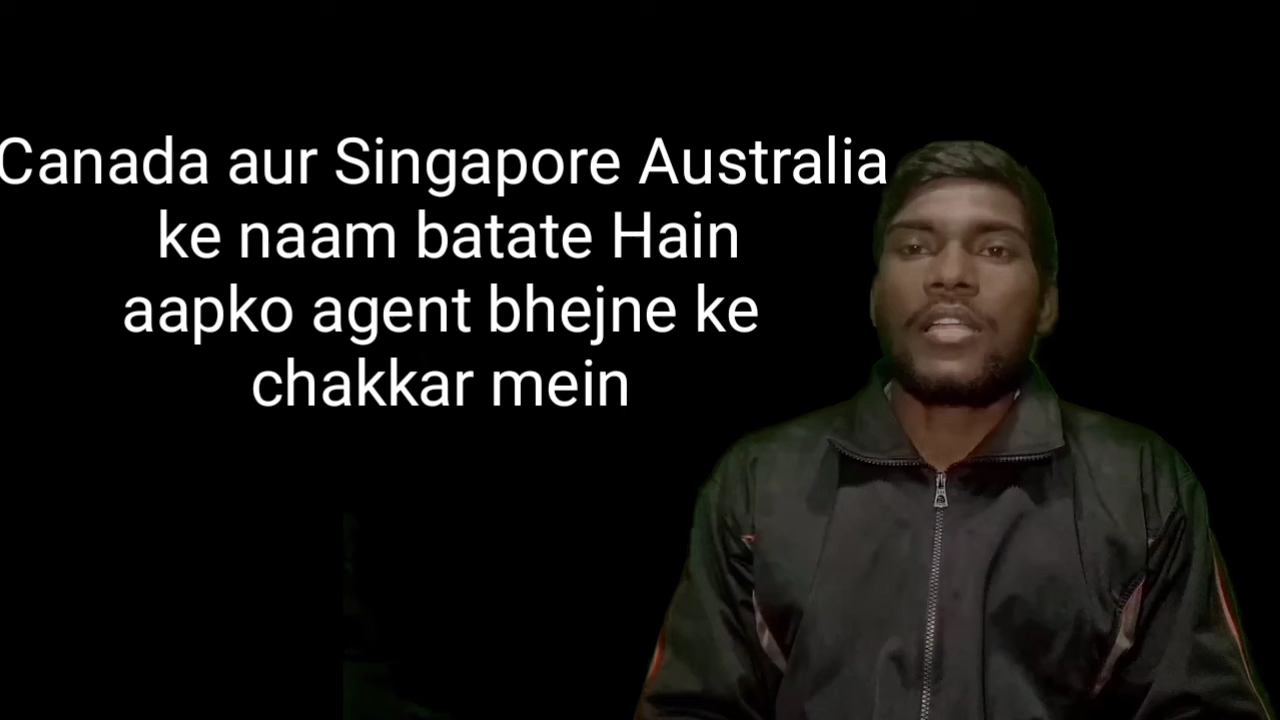 Canada aur Singapore Australia
ke naam batate Hain
aapko agent bhejne ke
chakkar mein